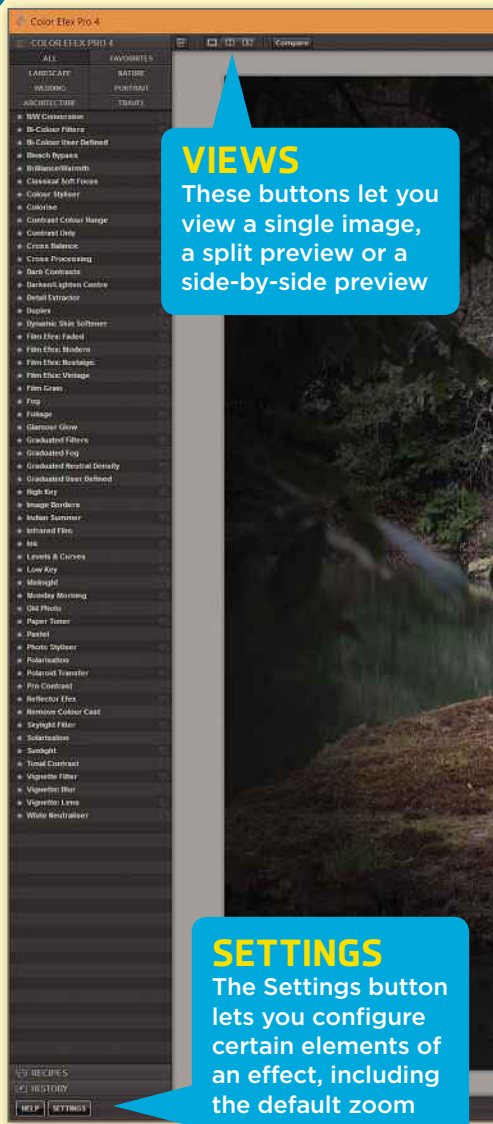 Color Efex Pro 4
COLOR EFEX PRO 4
Compare
ALL FAVOURITES
LANDSCAPE NATURE
WEDDING PORTRAIT
ARCHITECTURE TRAVEL
B/W Conversion
Bi-Colour Filters
Bi-Colour User Defined
Bleach Bypass
Brilliance/Warmth
Classical Soft Focus
Colour Styliser
Colorise
Contrast Colour Range
Contrast Only
Cross Balance
Cross Processing
Dark Contrasts
Darken/Lighten Centre
Detail Extractor
Duplex
Dynamic Skin Softener
Film Efex: Faded
Film Efex: Modern
Film Efex: Nostalgic
Film Efex: Vintage
Film Grain
Fog
Foliage
Glamour Glow
Graduated Filters
Graduated Fog
Graduated Neutral Density
Graduated User Defined
High Key
Image Borders
Indian Summer
Infrared Film
Ink
Levels & Curves
Low Key
Midnight
Monday Morning
Old Photo
Paper Toner
Pastel
Photo Styliser
Polarisation
Polaroid Transfer
Pro Contrast
Reflector Efex
Remove Colour Cast
Skylight Filter
Solarisation
Sunlight
Tonal Contrast
Vignette Filter
Vignette: Blur
Vignette: Lens
White Neutraliser
RECIPES
HISTORY
HELP SETTINGS
VIEWS
These buttons let you
view a single image,
a split preview or a
side-by-side preview
SETTINGS
The Settings button
lets you configure
certain elements of
an effect, including
the default zoom